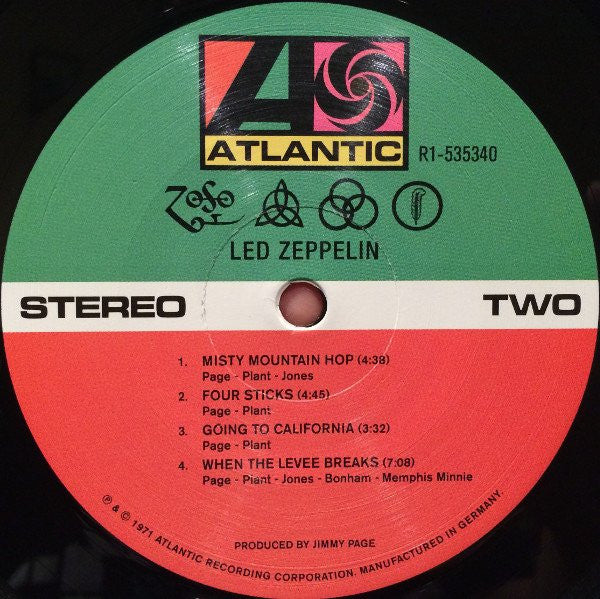 ATLANTIC
R1-535340
LED ZEPPELIN
STEREO
TWO
1. MISTY MOUNTAIN HOP (4:38)
Page - Plant - Jones
2. FOUR STICKS (4:45)
Page - Plant
3. GOING TO CALIFORNIA (3:32)
Page - Plant
4. WHEN THE LEVEE BREAKS (7:08)
Page - Plant - Jones - Bonham - Memphis Minnie
PRODUCED BY JIMMY PAGE
℗ & © 1971 ATLANTIC RECORDING CORPORATION. MANUFACTURED IN GERMANY.